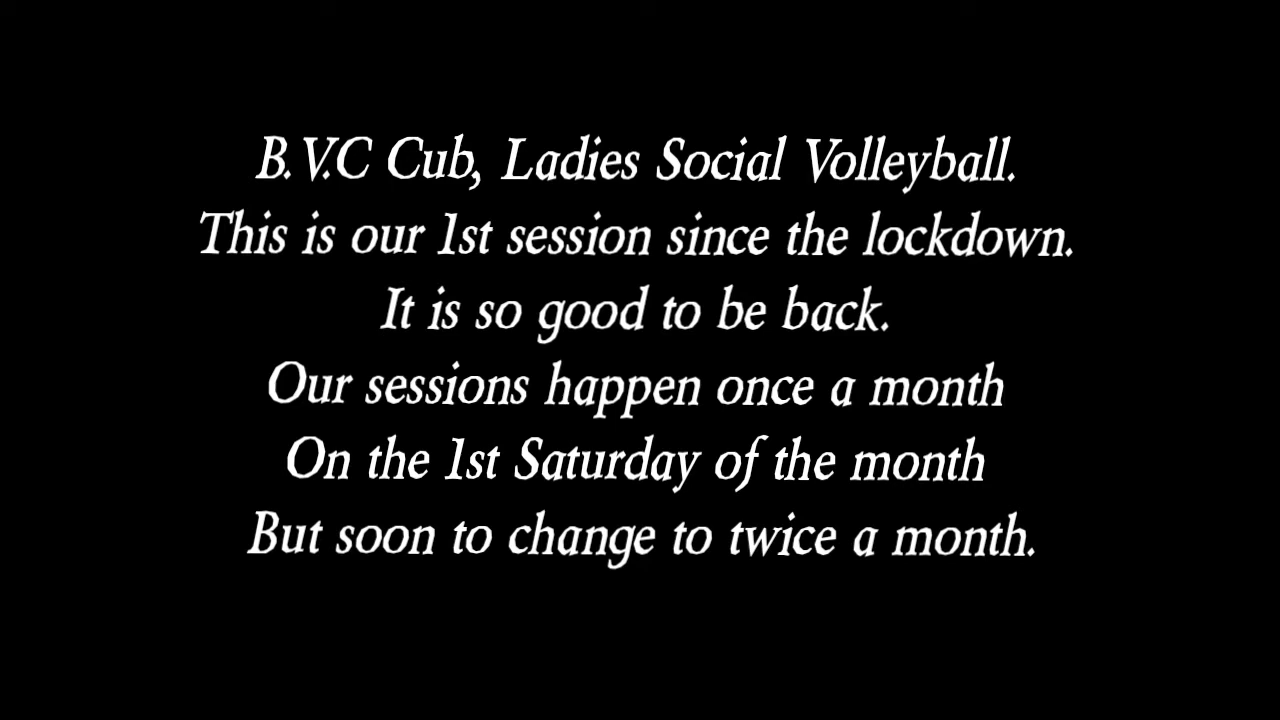 B.V.C Cub, Ladies Social Volleyball.
This is our 1st session since the lockdown.
It is so good to be back.
Our sessions happen once a month
On the 1st Saturday of the month
But soon to change to twice a month.